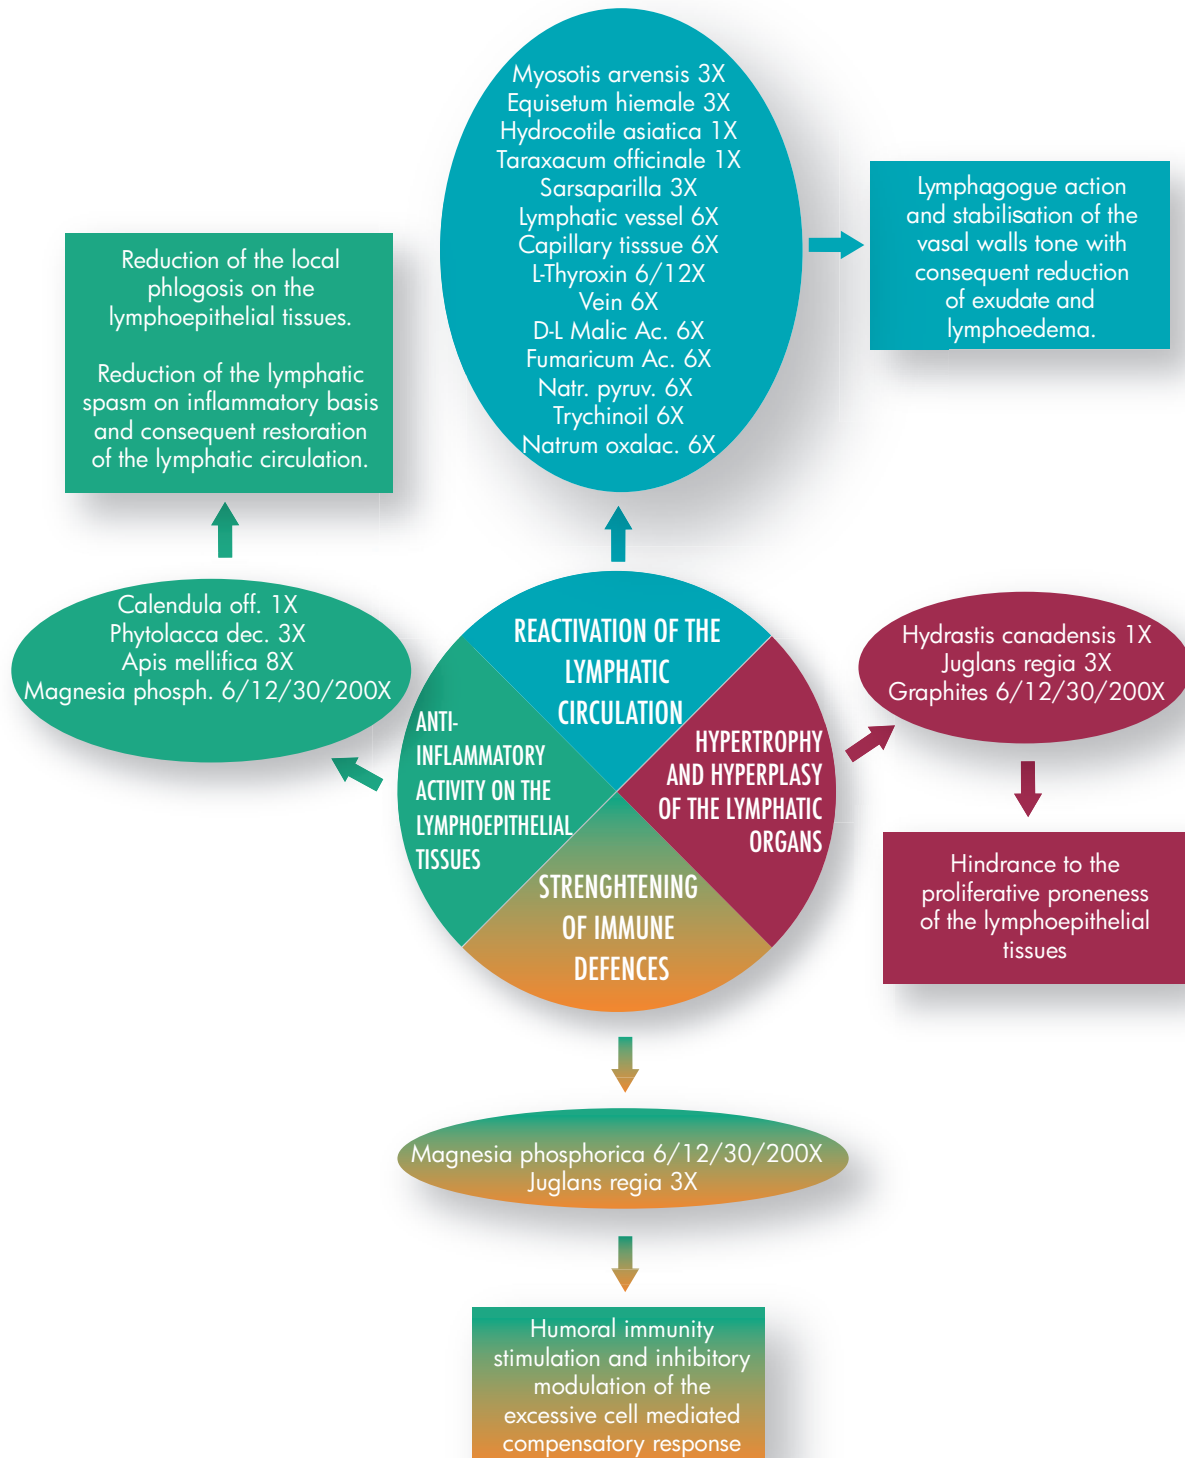 Myosotis arvensis 3X
Equisetum hiemale 3X
Hydrocotile asiatica 1X
Taraxacum officinale 1X
Sarsaparilla 3X
Lymphatic vessel 6X
Capillary tisssue 6X
L-Thyroxin 6/12X
Vein 6X
D-L Malic Ac. 6X
Fumaricum Ac. 6X
Natr. pyruv. 6X
Trychinoil 6X
Natrum oxalac. 6X
Lymphagogue action
and stabilisation of the
vasal walls tone with
consequent reduction
of exudate and
lymphoedema.
Reduction of the local
phlogosis on the
lymphoepithelial tissues.
Reduction of the lymphatic
spasm on inflammatory basis
and consequent restoration
of the lymphatic circulation.
Calendula off. 1X
Phytolacca dec. 3X
Apis mellifica 8X
Magnesia phosph. 6/12/30/200X
REACTIVATION OF THE
LYMPHATIC
CIRCULATION
ANTI-
INFLAMMATORY
ACTIVITY ON THE
LYMPHOEPITHELIAL
TISSUES
HYPERTROPHY
AND HYPERPLASY
OF THE LYMPHATIC
ORGANS
STRENGHTENING
OF IMMUNE
DEFENCES
Hydrastis canadensis 1X
Juglans regia 3X
Graphites 6/12/30/200X
Hindrance to the
proliferative proneness
of the lymphoepithelial
tissues
Magnesia phosphorica 6/12/30/200X
Juglans regia 3X
Humoral immunity
stimulation and inhibitory
modulation of the
excessive cell mediated
compensatory response